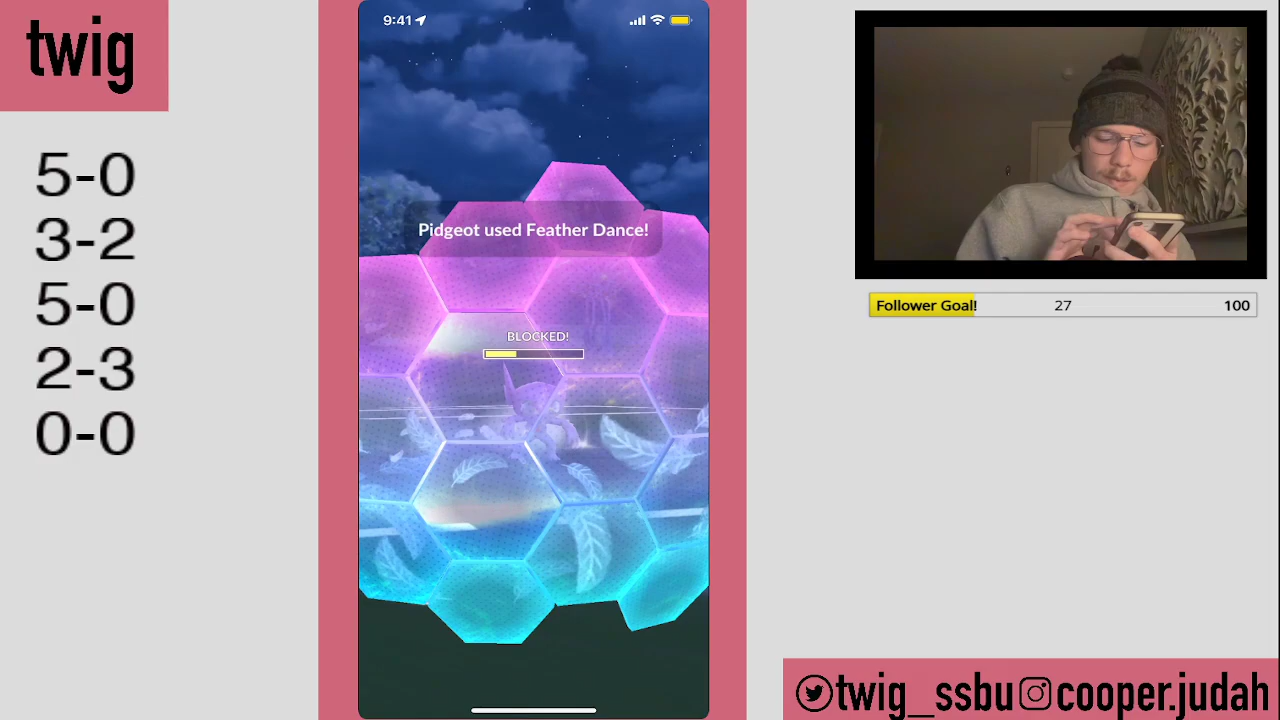 twig
5-0
3-2
5-0
2-3
0-0
9:41
Pidgeot used Feather Dance!
BLOCKED!
Follower Goal! 27 100
twig_ssbu cooper.judah